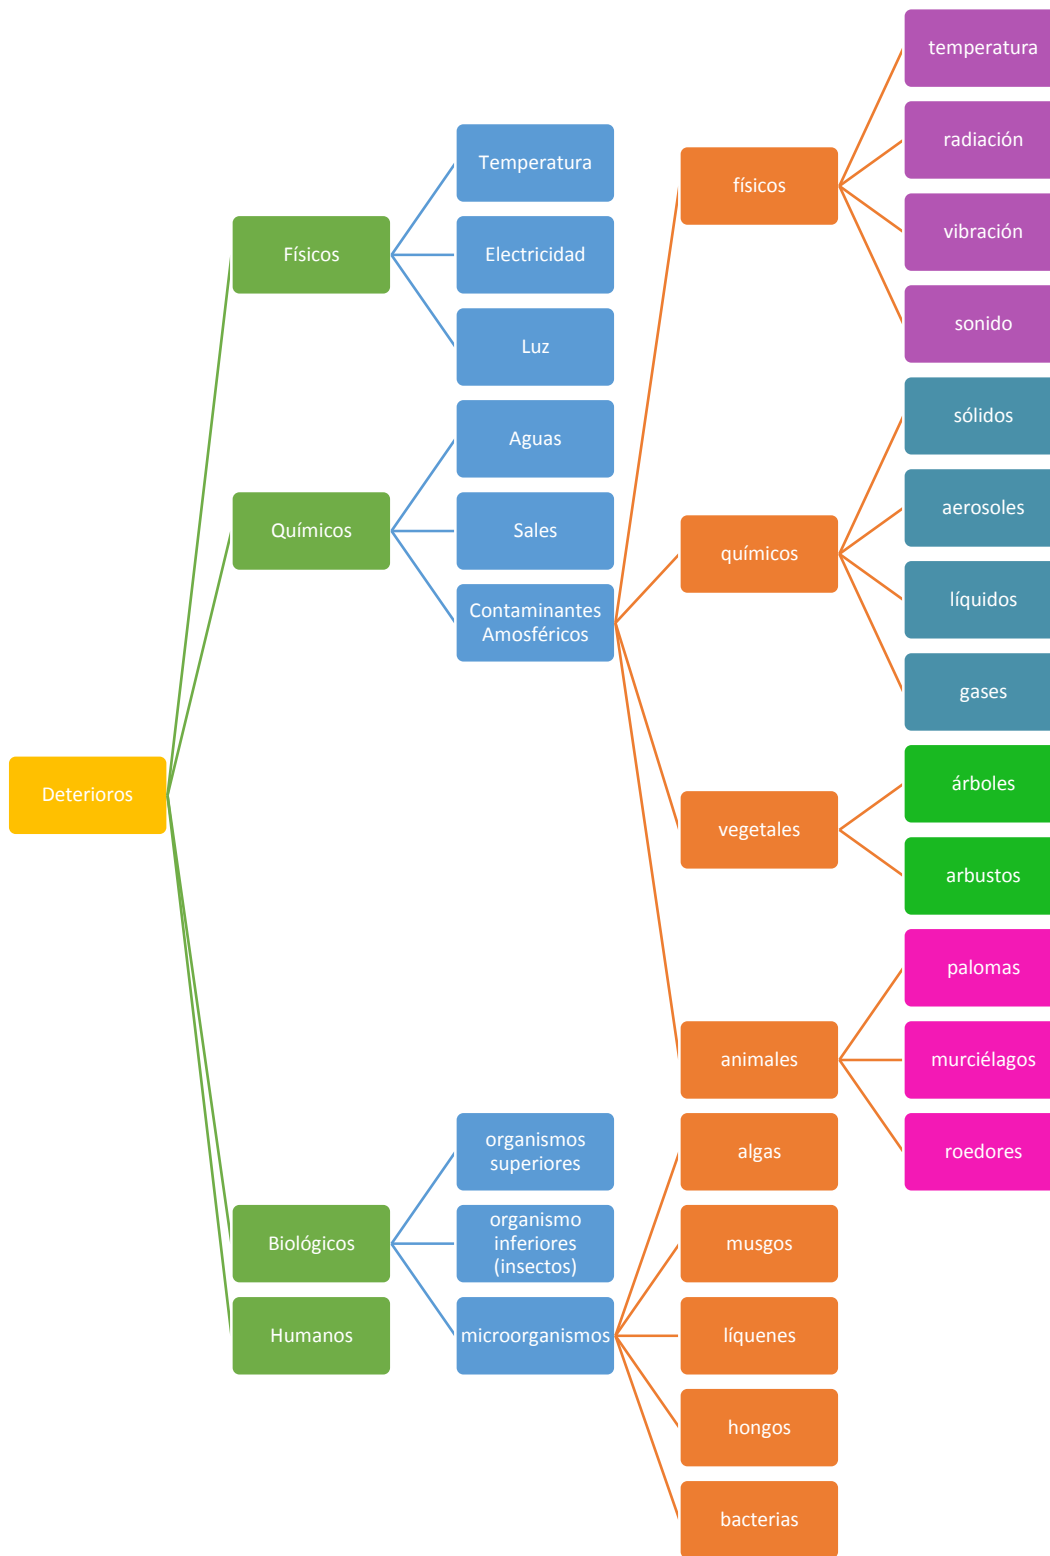 Deterioros
Físicos
Temperatura
Electricidad
Luz
Químicos
Aguas
Sales
Contaminantes
Amosféricos
físicos
temperatura
radiación
vibración
sonido
químicos
sólidos
aerosoles
líquidos
gases
vegetales
árboles
arbustos
animales
palomas
murciélagos
roedores
Biológicos
organismos
superiores
organismo
inferiores
(insectos)
microorganismos
algas
musgos
líquenes
hongos
bacterias
Humanos